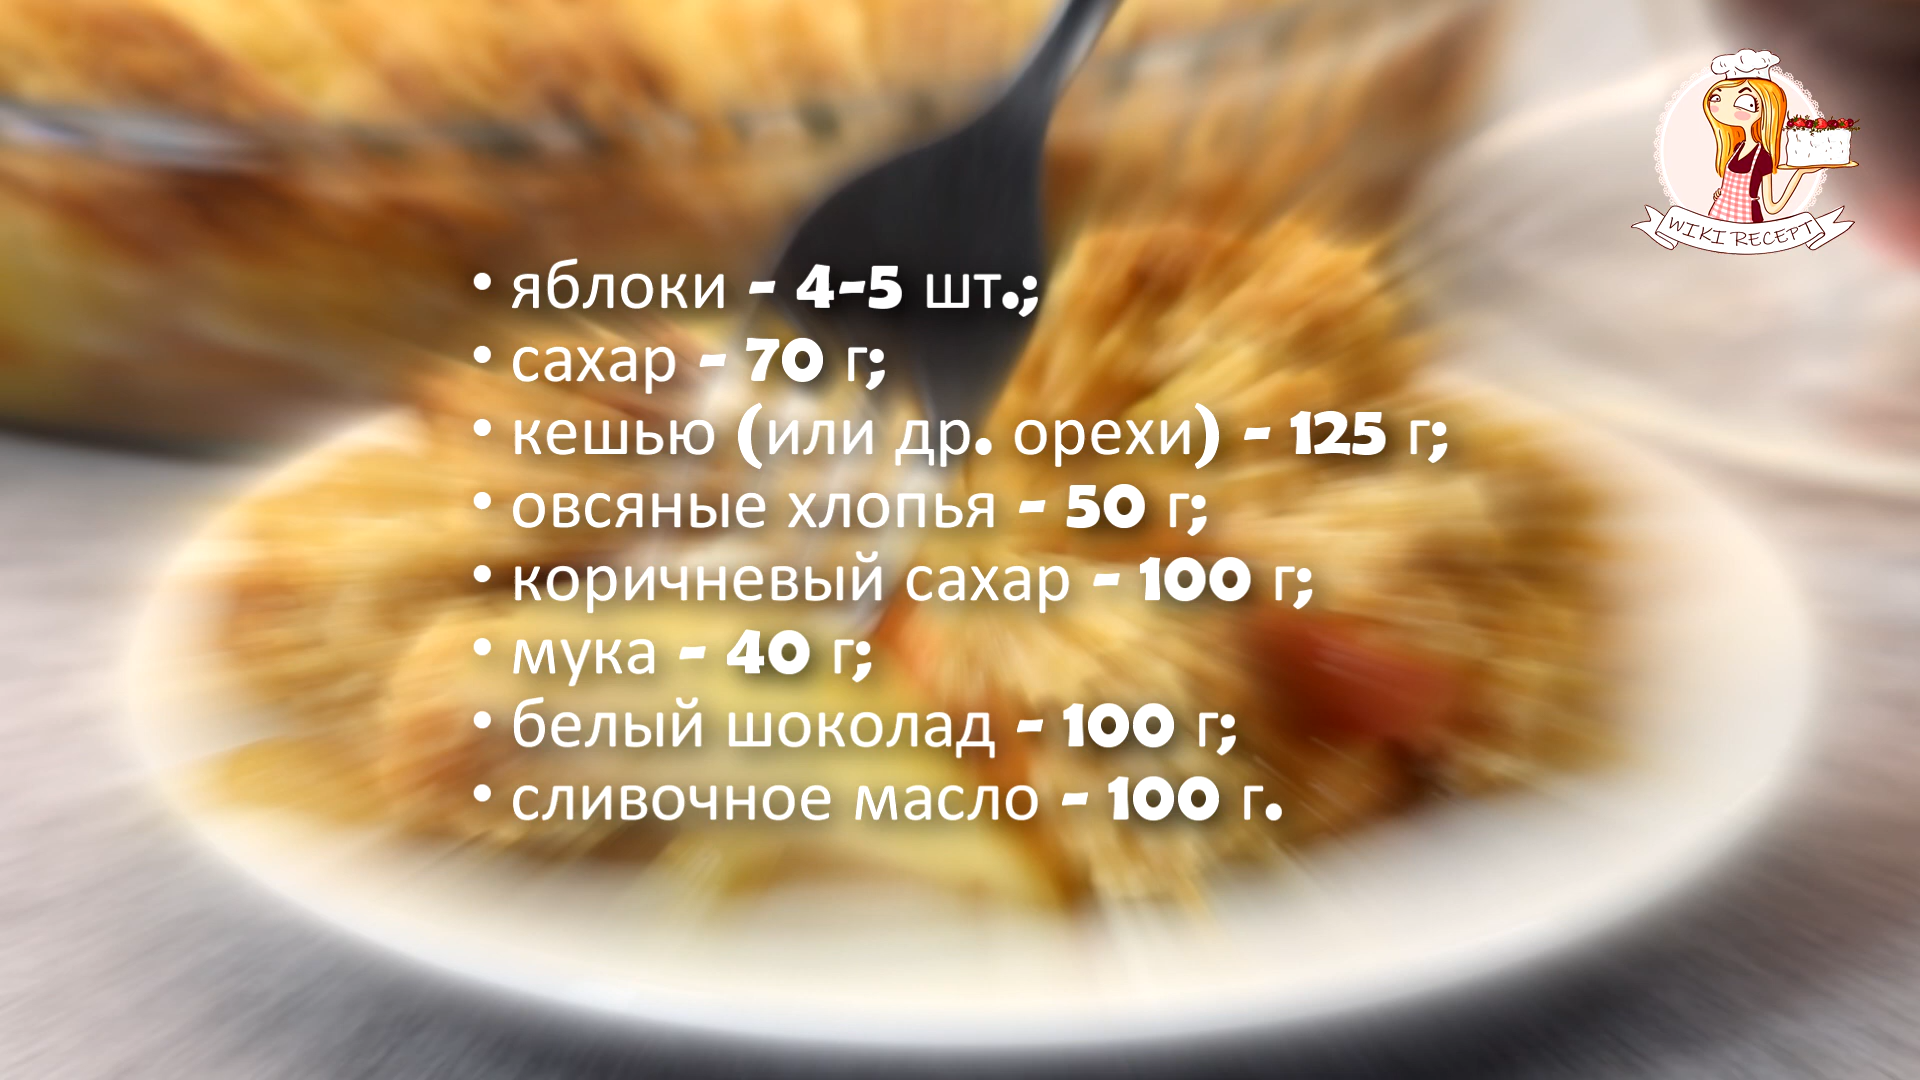 WIKI RECEPT
• яблоки - 4-5 шт.;
• сахар - 70 г;
• кешью (или др. орехи) - 125 г;
• овсяные хлопья - 50 г;
• коричневый сахар - 100 г;
• мука - 40 г;
• белый шоколад - 100 г;
• сливочное масло - 100 г.